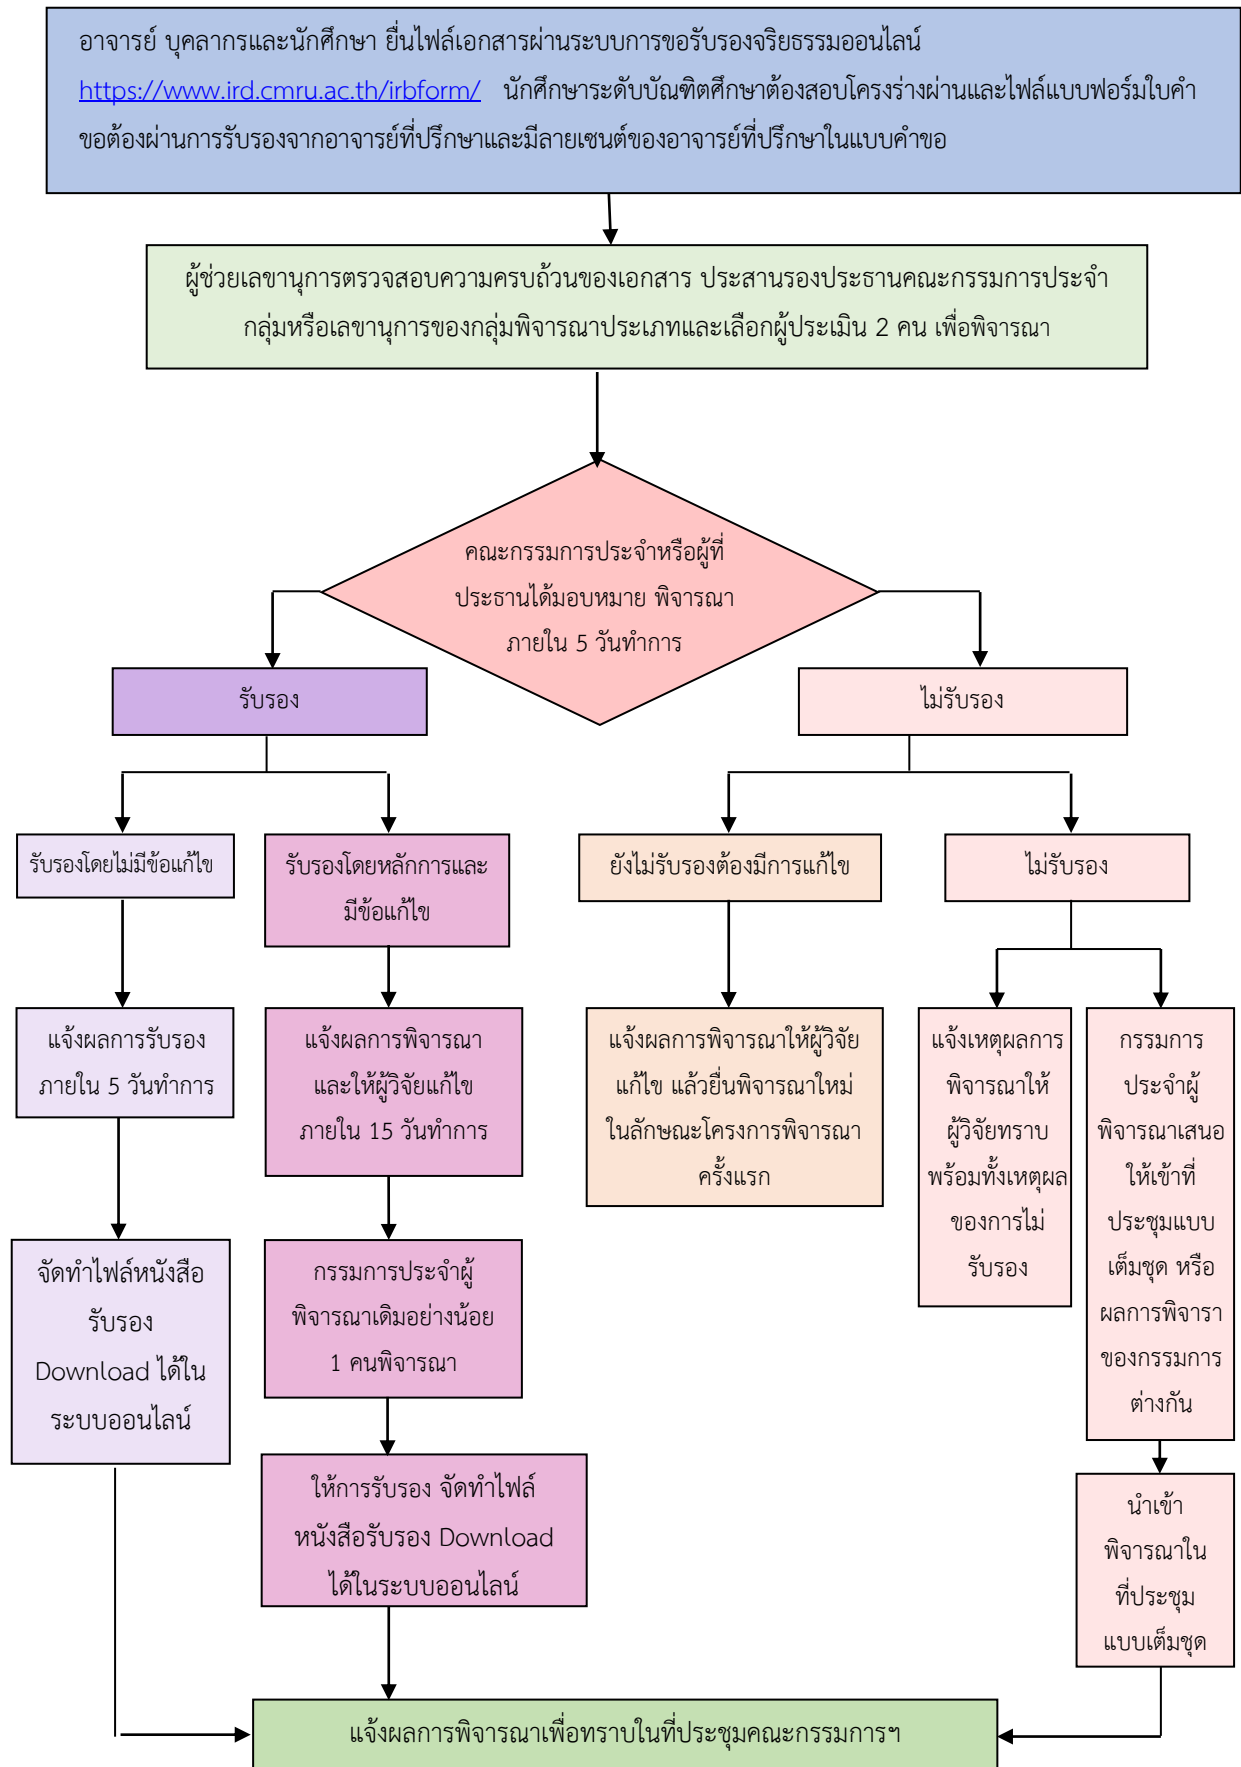 อาจารย์ บุคลากรและนักศึกษา ยื่นไฟล์เอกสารผ่านระบบการขอรับรองจริยธรรมออนไลน์
https://www.ird.cmru.ac.th/irbform/ นักศึกษาระดับบัณฑิตศึกษาต้องสอบโครงร่างผ่านและไฟล์แบบฟอร์มใบคำ
ขอต้องผ่านการรับรองจากอาจารย์ที่ปรึกษาและมีลายเซนต์ของอาจารย์ที่ปรึกษาในแบบคำขอ
ผู้ช่วยเลขานุการตรวจสอบความครบถ้วนของเอกสาร ประสานรองประธานคณะกรรมการประจำ
กลุ่มหรือเลขานุการของกลุ่มพิจารณาประเภทและเลือกผู้ประเมิน 2 คน เพื่อพิจารณา
คณะกรรมการประจำหรือผู้ที่
ประธานได้มอบหมาย พิจารณา
ภายใน 5 วันทำการ
รับรอง
ไม่รับรอง
รับรองโดยไม่มีข้อแก้ไข
รับรองโดยหลักการและ
มีข้อแก้ไข
ยังไม่รับรองต้องมีการแก้ไข
ไม่รับรอง
แจ้งผลการรับรอง
ภายใน 5 วันทำการ
แจ้งผลการพิจารณา
และให้ผู้วิจัยแก้ไข
ภายใน 15 วันทำการ
แจ้งผลการพิจารณาให้ผู้วิจัย
แก้ไข แล้วยื่นพิจารณาใหม่
ในลักษณะโครงการพิจารณา
ครั้งแรก
แจ้งเหตุผลการ
พิจารณาให้
ผู้วิจัยทราบ
พร้อมทั้งเหตุผล
ของการไม่
รับรอง
กรรมการ
ประจำผู้
พิจารณาเสนอ
ให้เข้าที่
ประชุมแบบ
เต็มชุด หรือ
ผลการพิจารา
ของกรรมการ
ต่างกัน
จัดทำไฟล์หนังสือ
รับรอง
Download ได้ใน
ระบบออนไลน์
กรรมการประจำผู้
พิจารณาเดิมอย่างน้อย
1 คนพิจารณา
ให้การรับรอง จัดทำไฟล์
หนังสือรับรอง Download
ได้ในระบบออนไลน์
นำเข้า
พิจารณาใน
ที่ประชุม
แบบเต็มชุด
แจ้งผลการพิจารณาเพื่อทราบในที่ประชุมคณะกรรมการฯ